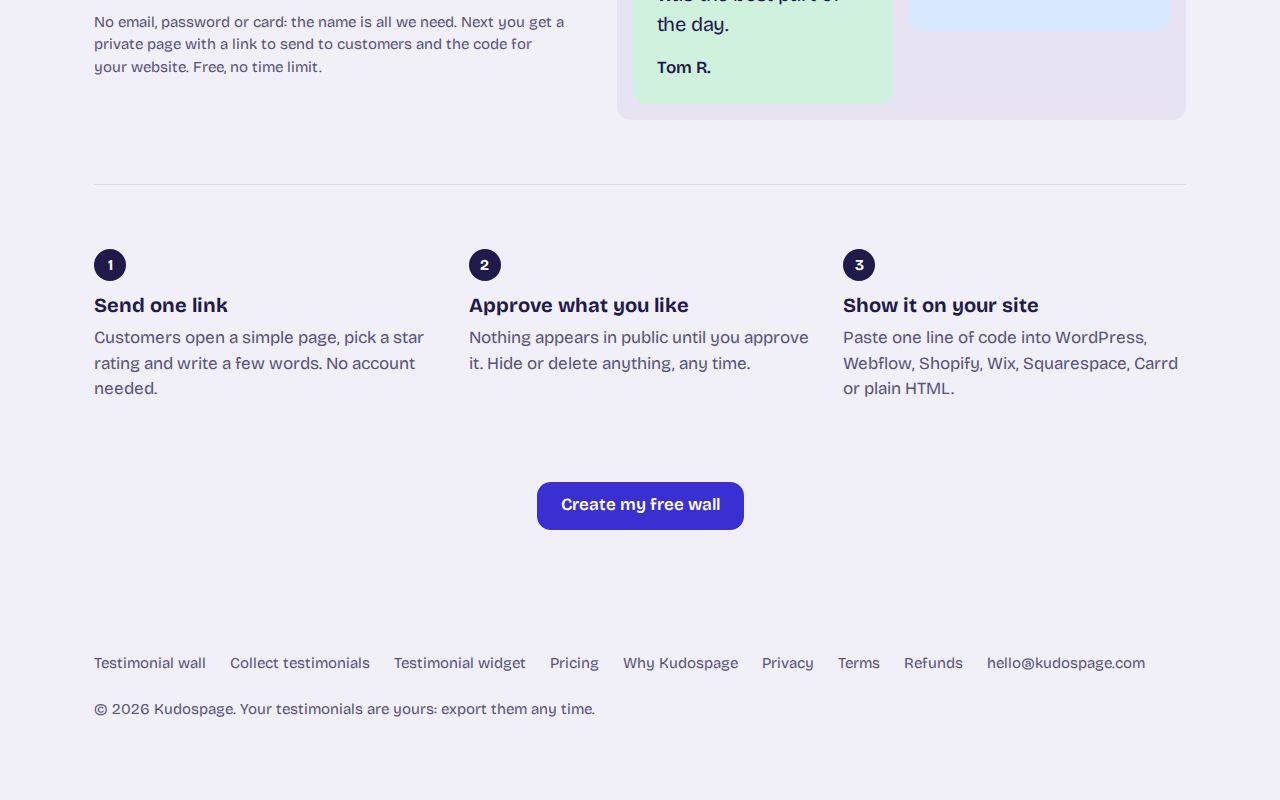 No email, password or card: the name is all we need. Next you get a
private page with a link to send to customers and the code for
your website. Free, no time limit.
the day.
Tom R.
1
Send one link
Customers open a simple page, pick a star
rating and write a few words. No account
needed.
2
Approve what you like
Nothing appears in public until you approve
it. Hide or delete anything, any time.
3
Show it on your site
Paste one line of code into WordPress,
Webflow, Shopify, Wix, Squarespace, Carrd
or plain HTML.
Create my free wall
Testimonial wall Collect testimonials Testimonial widget Pricing Why Kudospage Privacy Terms Refunds hello@kudospage.com
© 2026 Kudospage. Your testimonials are yours: export them any time.